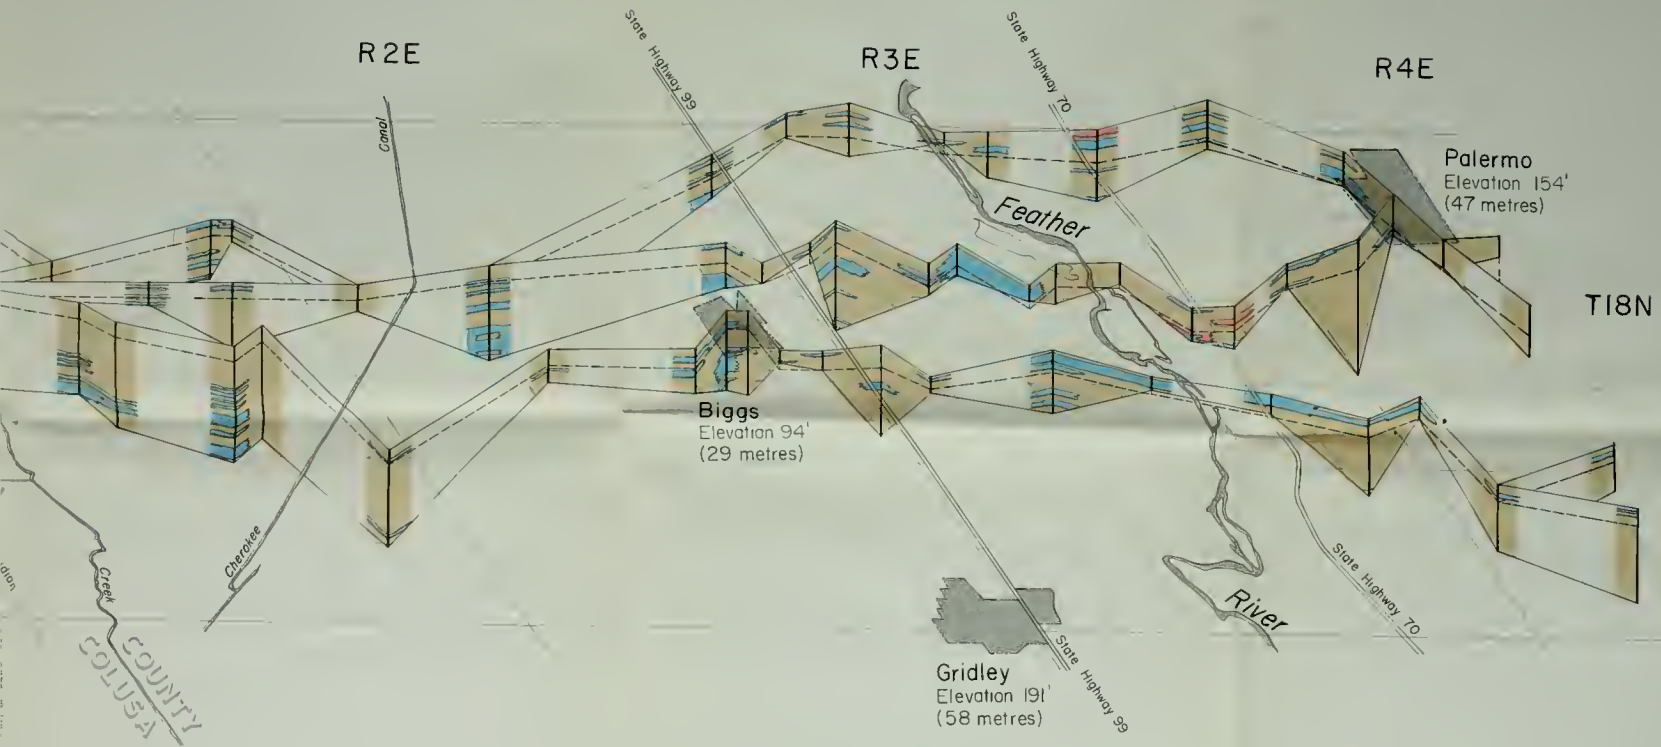 R2E
R3E
R4E
State Highway 99
State Highway 70
Canal
Palermo
Elevation 154'
(47 metres)
Feather
T18N
Biggs
Elevation 94'
(29 metres)
Cherokee
Creek
State Highway 70
River
COUNTY
COLUSA
Gridley
Elevation 191'
(58 metres)
State Highway 99